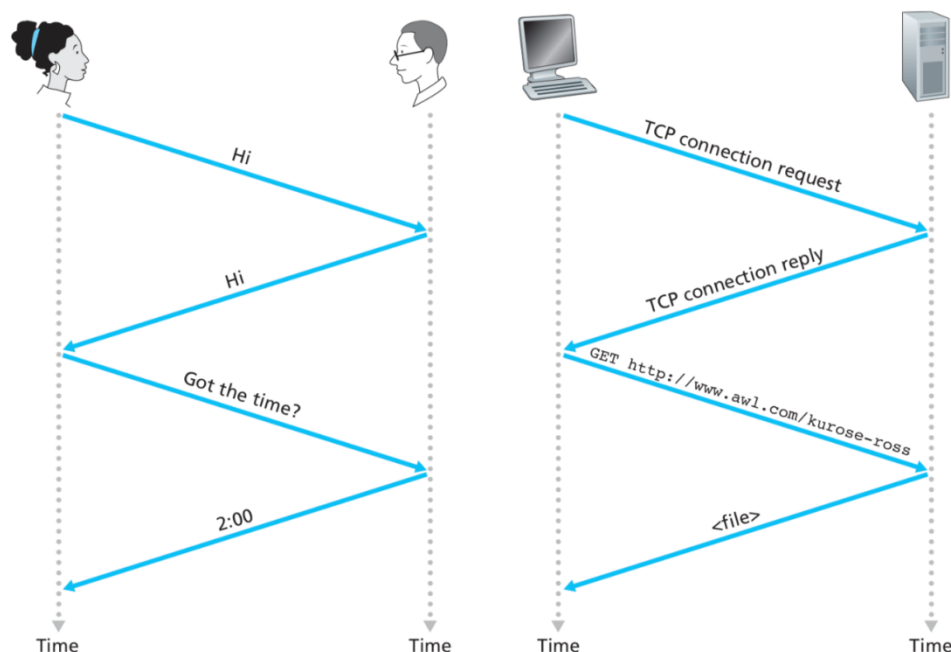 Hi
Hi
Got the time?
2:00
Time
Time
TCP connection request
TCP connection reply
GET http://www.awl.com/kurose-ross
<file>
Time
Time